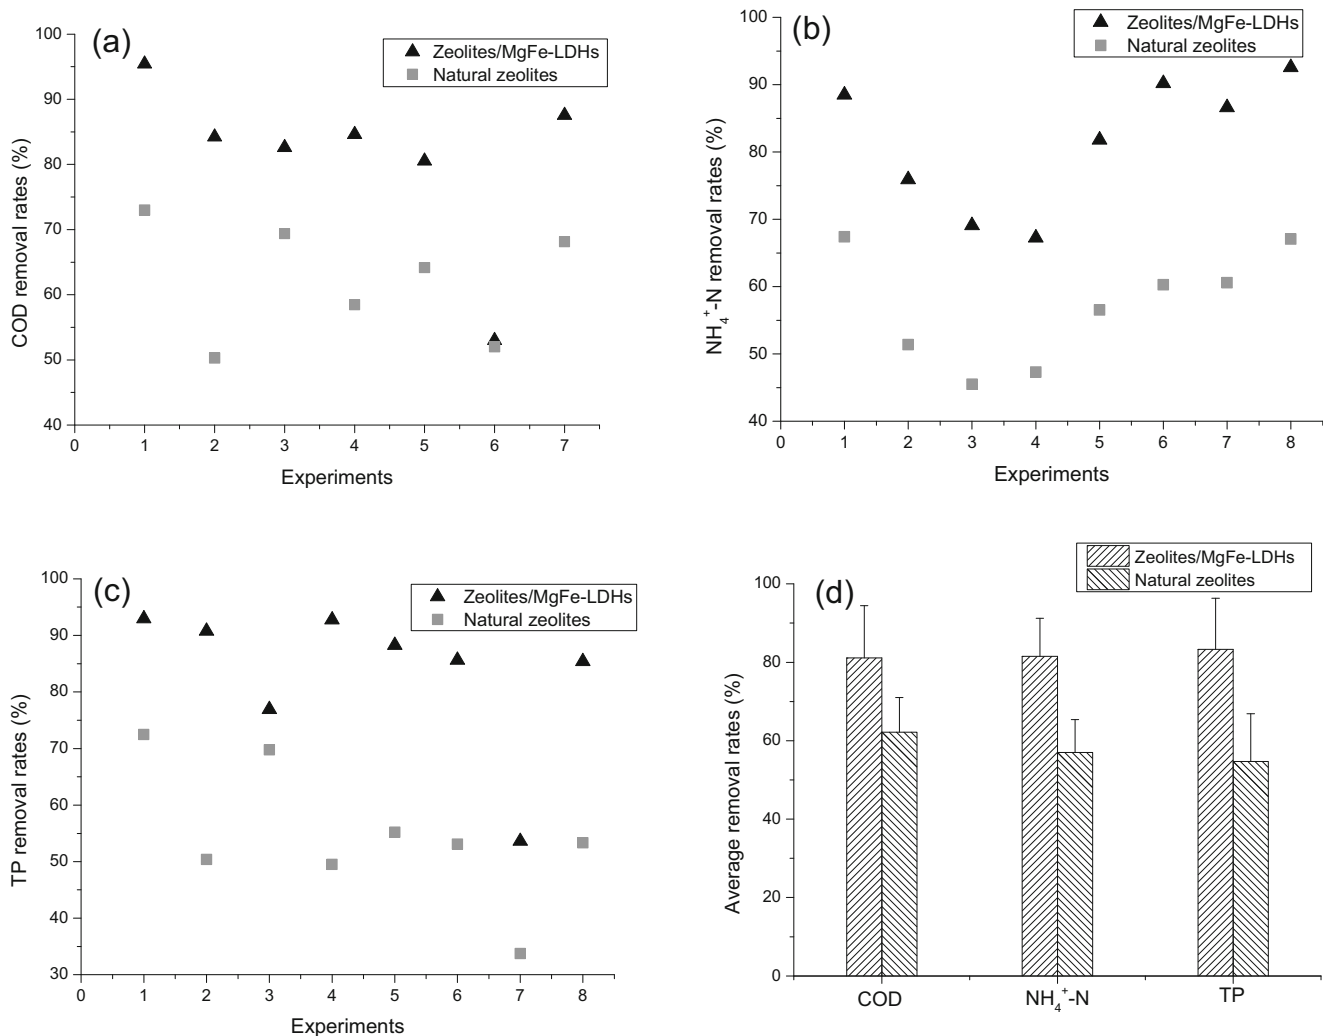 (a)
Zeolites/MgFe-LDHs
Natural zeolites
COD removal rates (%)
100
90
80
70
60
50
40
0 1 2 3 4 5 6 7
Experiments
(b)
Zeolites/MgFe-LDHs
Natural zeolites
NH₄⁺-N removal rates (%)
100
90
80
70
60
50
40
0 1 2 3 4 5 6 7 8
Experiments
(c)
Zeolites/MgFe-LDHs
Natural zeolites
TP removal rates (%)
100
90
80
70
60
50
40
30
0 1 2 3 4 5 6 7 8
Experiments
(d)
Zeolites/MgFe-LDHs
Natural zeolites
Average removal rates (%)
100
80
60
40
20
0
COD NH₄⁺-N TP